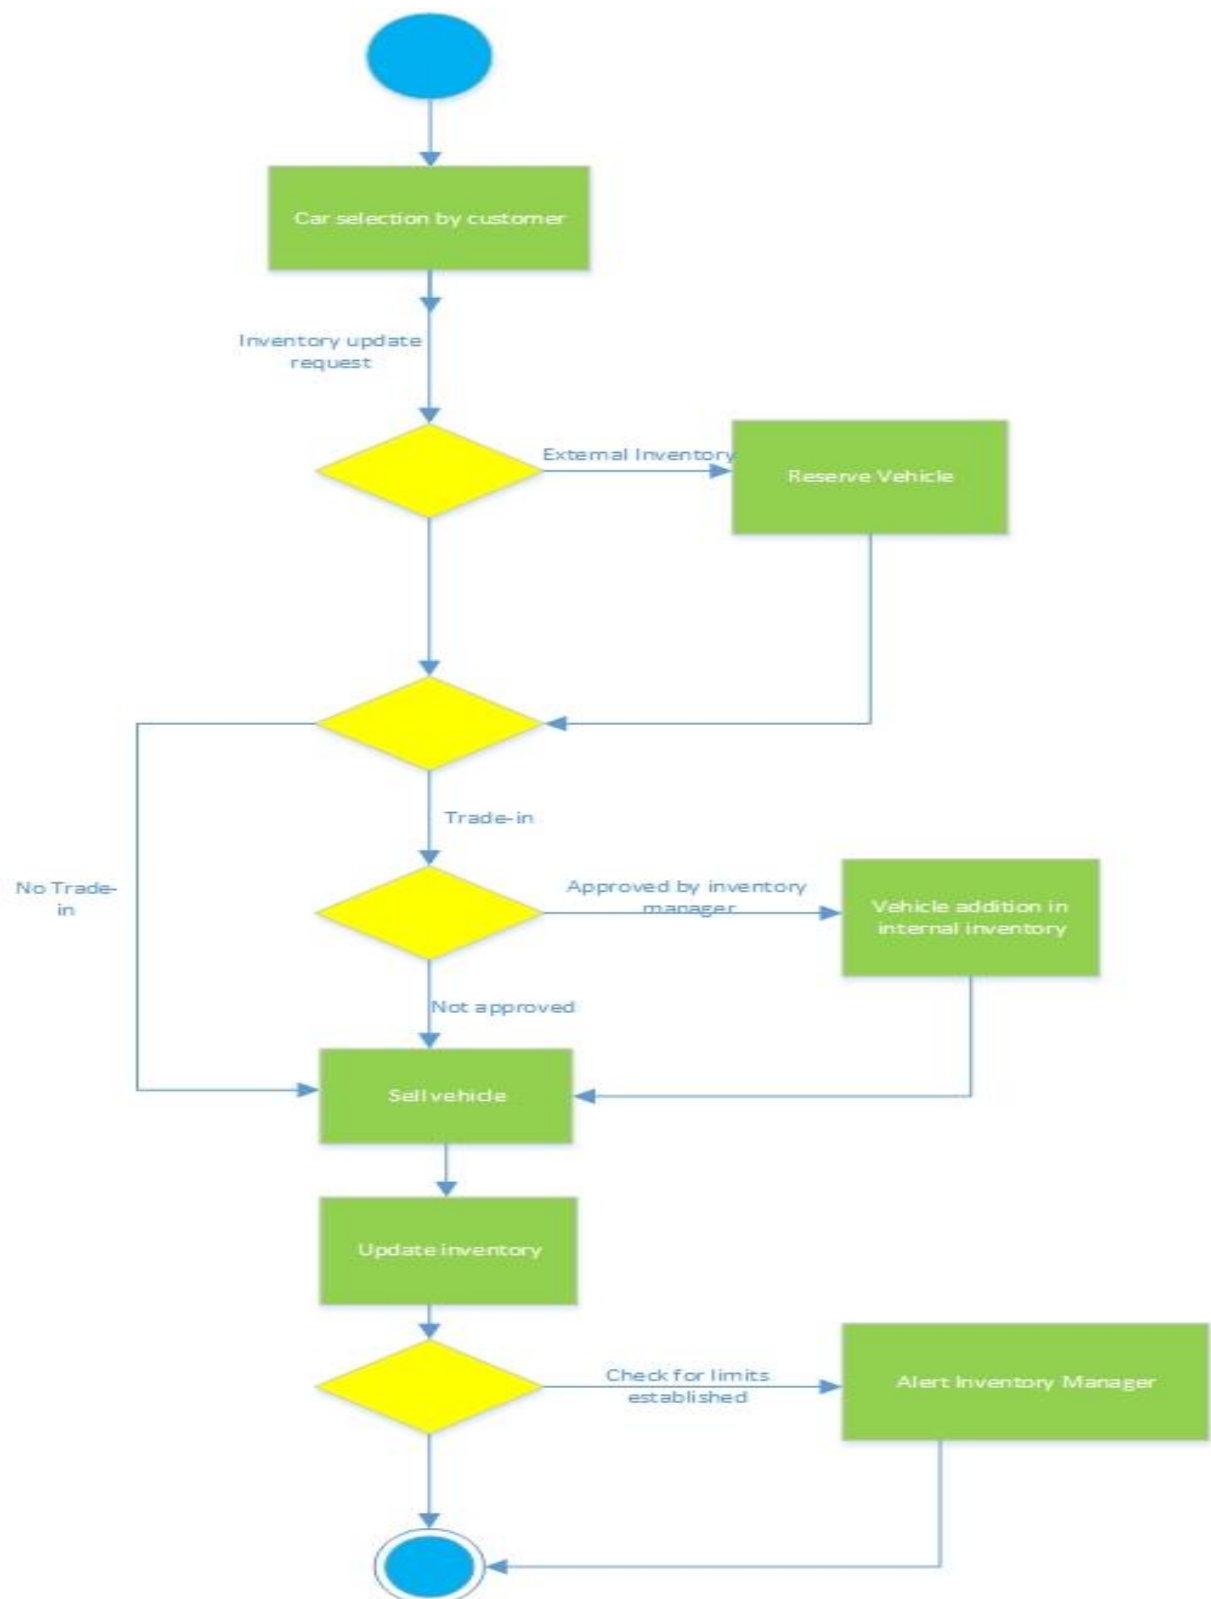 Car selection by customer
Inventory update
request
External Inventory
Reserve Vehicle
Trade-in
No Trade-
in
Approved by inventory
manager
Vehicle addition in
internal inventory
Not approved
Sell vehicle
Update inventory
Check for limits
established
Alert Inventory Manager